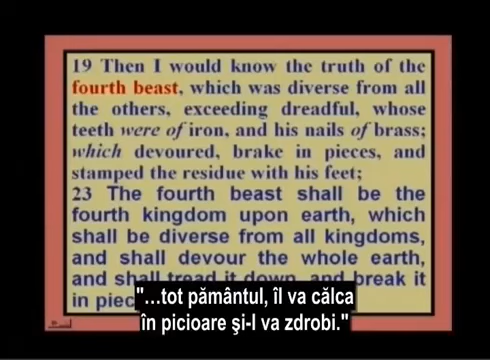 19 Then I would know the truth of the
fourth beast, which was diverse from all
the others, exceeding dreadful, whose
teeth were of iron, and his nails of brass;
which devoured, brake in pieces, and
stamped the residue with his feet;
23 The fourth beast shall be the
fourth kingdom upon earth, which
shall be diverse from all kingdoms,
and shall devour the whole earth,
and shall tread it down, and break it
in piec
"...tot pământul, îl va călca
în picioare şi-l va zdrobi."